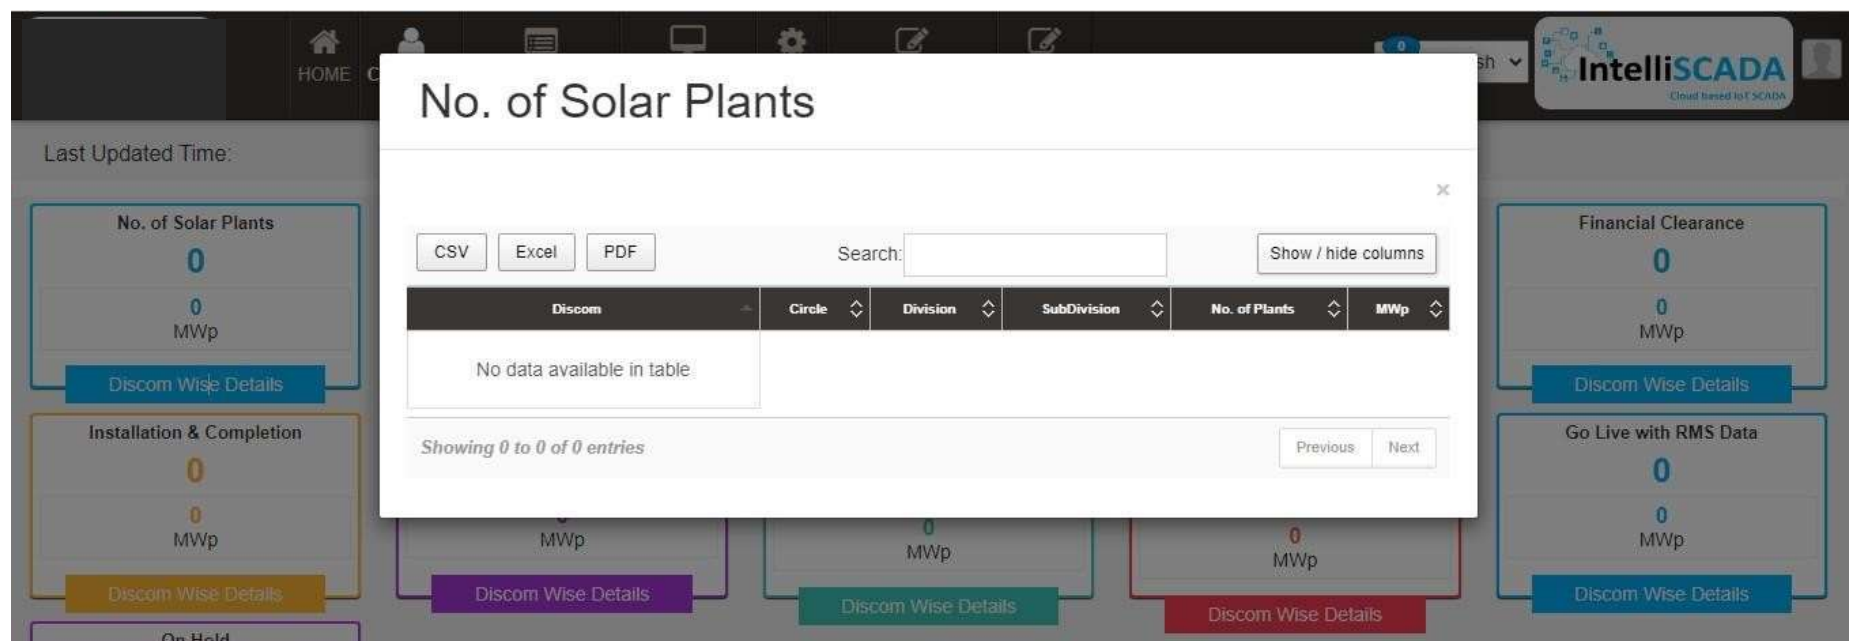 HOME
0
IntelliSCADA
Cloud based IoT SCADA
No. of Solar Plants
Last Updated Time:
×
CSV Excel PDF Search: Show / hide columns
Discom Circle Division SubDivision No. of Plants MWp
No data available in table
Showing 0 to 0 of 0 entries
Previous Next
No. of Solar Plants
0
0
MWp
Discom Wise Details
Financial Clearance
0
0
MWp
Discom Wise Details
Installation & Completion
0
0
MWp
Discom Wise Details
MWp
Discom Wise Details
0
MWp
Discom Wise Details
0
MWp
Discom Wise Details
Go Live with RMS Data
0
0
MWp
Discom Wise Details
On Hold